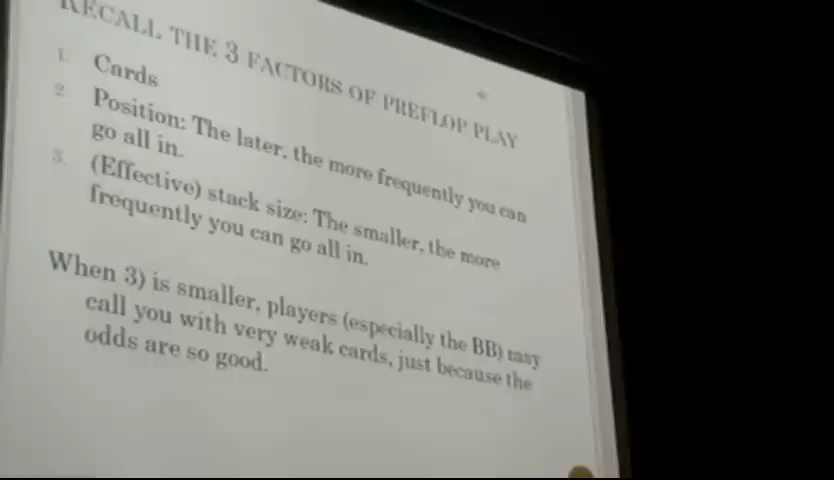 RECALL THE 3 FACTORS OF PREFLOP PLAY
1. Cards
2. Position: The later, the more frequently you can
go all in.
3. (Effective) stack size: The smaller, the more
frequently you can go all in.
When 3) is smaller, players (especially the BB) may
call you with very weak cards, just because the
odds are so good.